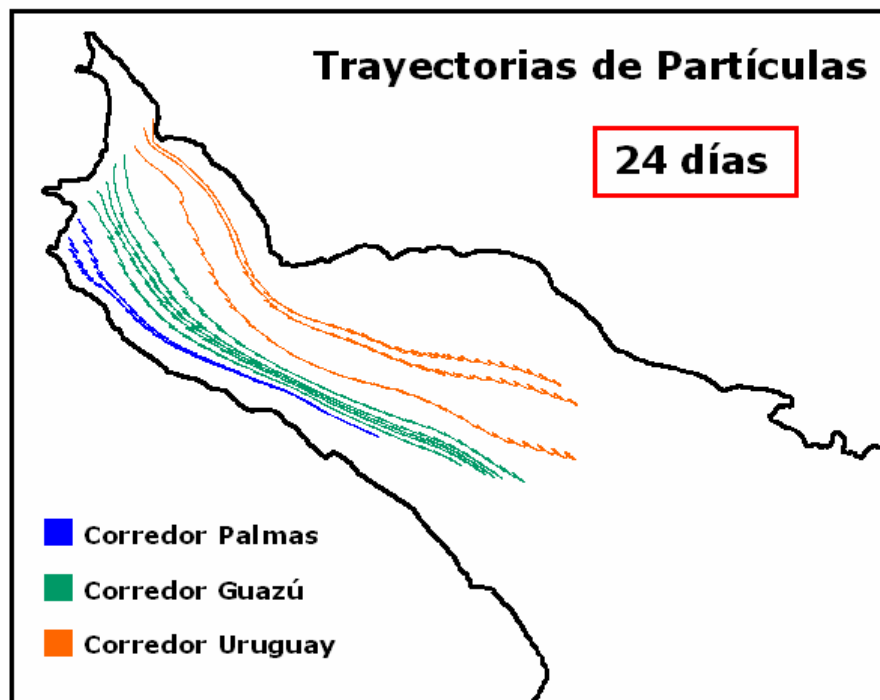 Trayectorias de Partículas
24 días
Corredor Palmas
Corredor Guazú
Corredor Uruguay